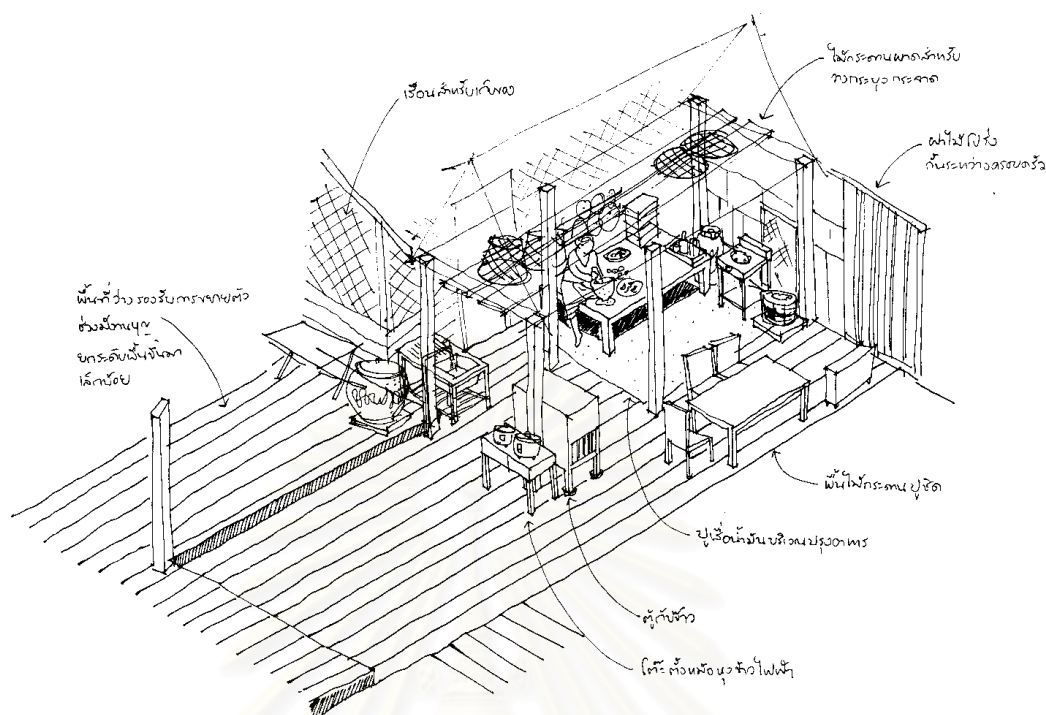 เรือนสำหรับเก็บของ
ไม้กระดานพาดสำหรับ
วางกระบุง กระจาด
ฝาไม้โปร่ง
กั้นระหว่างครอบครัว
พื้นที่ว่างรองรับการขยายตัว
ช่วงมีงานบุญ
ยกระดับพื้นขึ้นมา
เล็กน้อย
พื้นไม้กระดานปูชิด
ปูเสื่อน้ำมันบริเวณปรุงอาหาร
ตู้กับข้าว
โต๊ะตั้งหม้อหุงข้าวไฟฟ้า